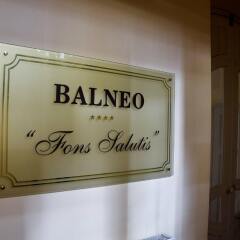 BALNEO
****
“Fons Salutis”